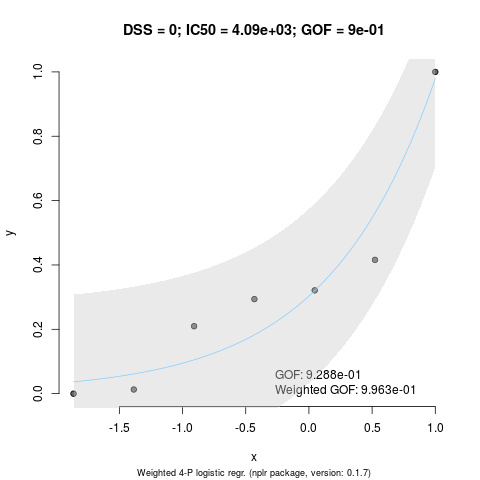 DSS = 0; IC50 = 4.09e+03; GOF = 9e-01
1.0
0.8
0.6
0.4
0.2
0.0
y
GOF: 9.288e-01
Weighted GOF: 9.963e-01
-1.5 -1.0 -0.5 0.0 0.5 1.0
x
Weighted 4-P logistic regr. (nplr package, version: 0.1.7)